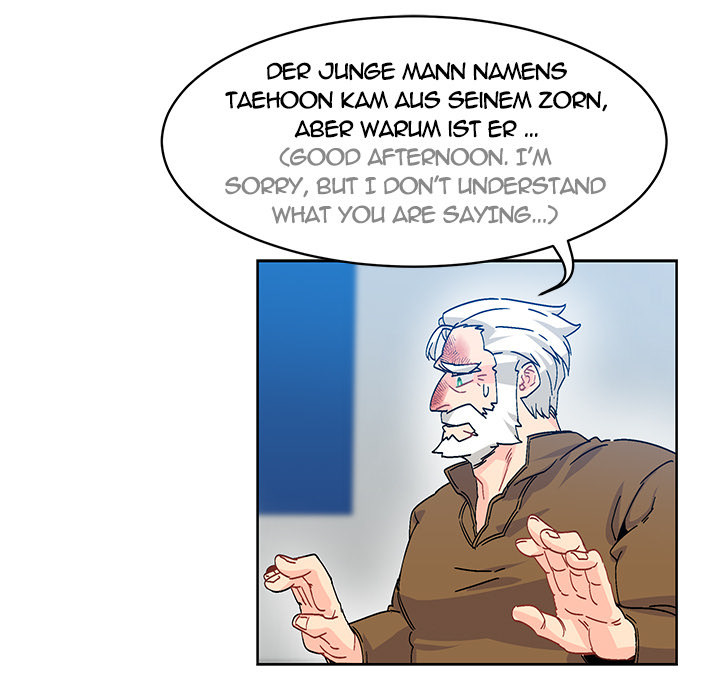 DER JUNGE MANN NAMENS
TAEHOON KAM AUS SEINEM ZORN,
ABER WARUM IST ER ...
(GOOD AFTERNOON. I'M
SORRY, BUT I DON'T UNDERSTAND
WHAT YOU ARE SAYING...)